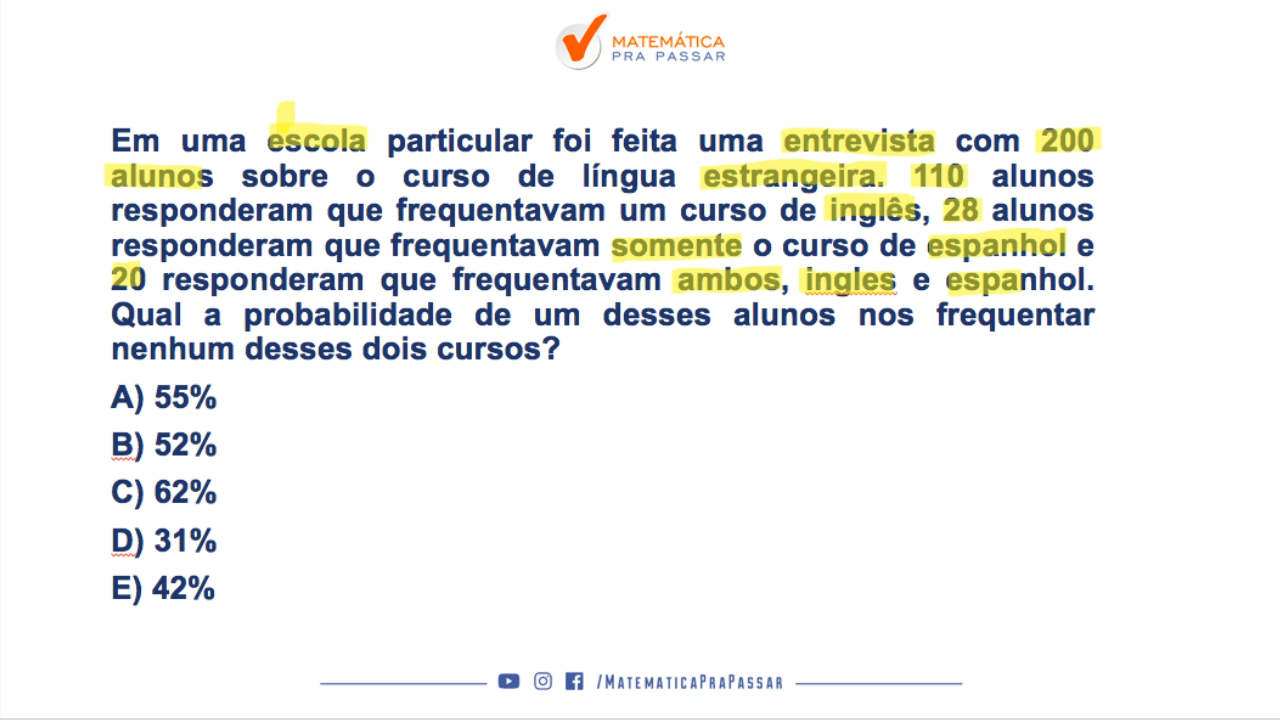 MATEMÁTICA
PRA PASSAR
Em uma escola particular foi feita uma entrevista com 200
alunos sobre o curso de língua estrangeira. 110 alunos
responderam que frequentavam um curso de inglês, 28 alunos
responderam que frequentavam somente o curso de espanhol e
20 responderam que frequentavam ambos, ingles e espanhol.
Qual a probabilidade de um desses alunos nos frequentar
nenhum desses dois cursos?
A) 55%
B) 52%
C) 62%
D) 31%
E) 42%
/MATEMATICAPRAPASSAR